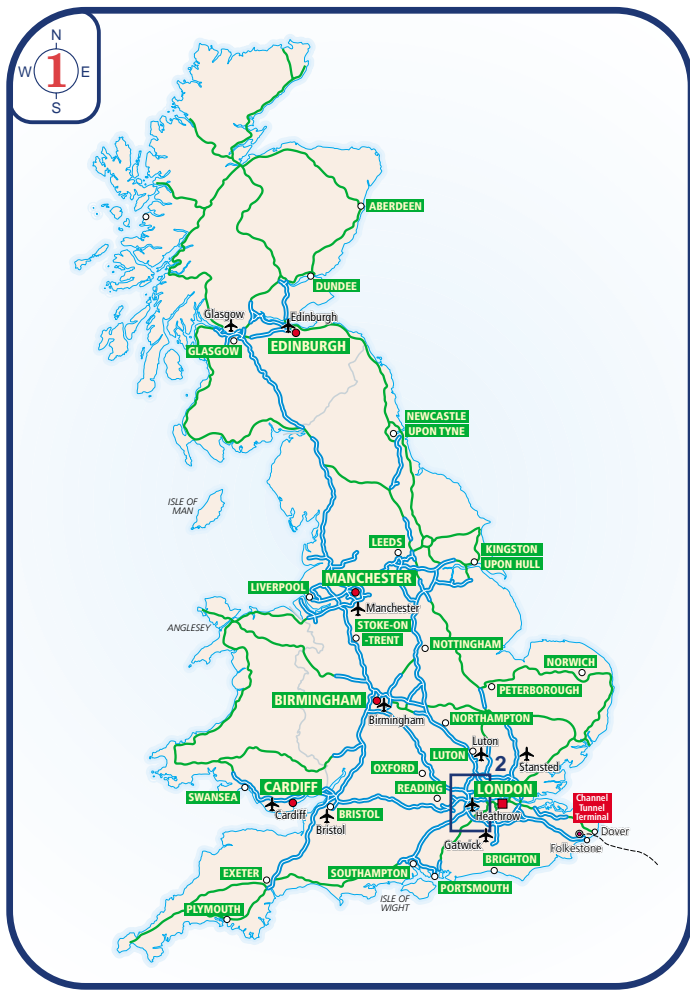 N
W 1 E
S
ABERDEEN
DUNDEE
Glasgow
Edinburgh
GLASGOW
EDINBURGH
NEWCASTLE
UPON TYNE
ISLE OF
MAN
LEEDS
KINGSTON
UPON HULL
MANCHESTER
LIVERPOOL
Manchester
ANGLESEY
STOKE-ON
-TRENT
NOTTINGHAM
NORWICH
PETERBOROUGH
BIRMINGHAM
Birmingham
NORTHAMPTON
Luton
LUTON
2
Stansted
OXFORD
CARDIFF
READING
LONDON
SWANSEA
Cardiff
BRISTOL
Bristol
Heathrow
Channel
Tunnel
Terminal
Dover
Gatwick
Folkestone
BRIGHTON
EXETER
SOUTHAMPTON
PORTSMOUTH
ISLE OF
WIGHT
PLYMOUTH